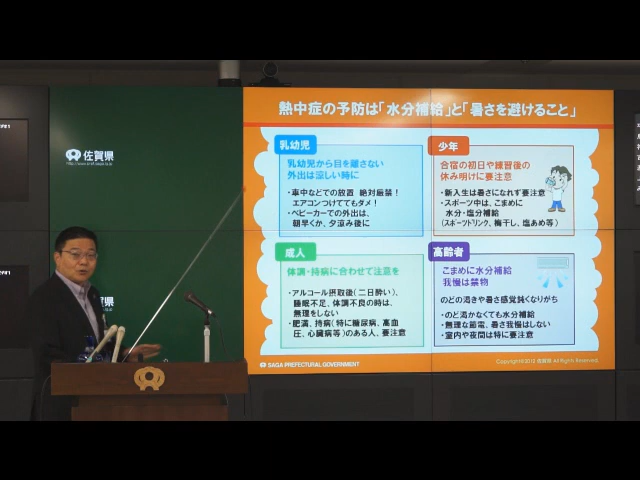 熱中症の予防は「水分補給」と「暑さを避けること」
乳幼児
乳幼児から目を離さない
外出は涼しい時に
・車中などでの放置 絶対厳禁!
エアコンつけててもダメ!
・ベビーカーでの外出は、
朝早くか、夕涼み後に
少年
合宿の初日や練習後の
休み明けに要注意
・新入生は暑さになれず要注意
・スポーツ中は、こまめに
水分・塩分補給
(スポーツドリンク、梅干し、塩あめ等)
成人
体調・持病に合わせて注意を
・アルコール摂取後(二日酔い)、
睡眠不足、体調不良の時は、
無理をしない
・肥満、持病(特に糖尿病、高血
圧、心臓病等)のある人、要注意
高齢者
こまめに水分補給
我慢は禁物
のどの渇きや暑さ感覚鈍くなりがち
・のど渇かなくても水分補給
・無理な節電、暑さ我慢はしない
・室内や夜間は特に要注意
SAGA PREFECTURAL GOVERNMENT
Copyright© 2012 佐賀県 All Rights Reserved.
佐賀県
佐賀県